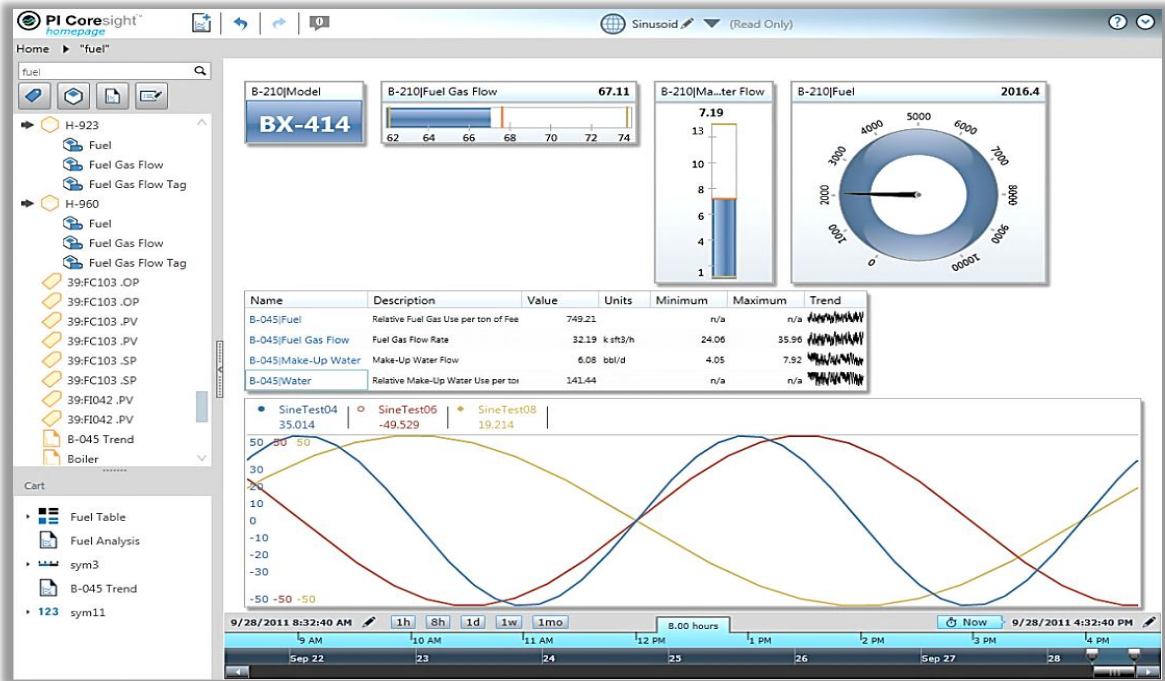 PI Coresight™
homepage
Sinusoid (Read Only)
Home "fuel"
fuel
H-923
Fuel
Fuel Gas Flow
Fuel Gas Flow Tag
H-960
Fuel
Fuel Gas Flow
Fuel Gas Flow Tag
39:FC103 .OP
39:FC103 .OP
39:FC103 .PV
39:FC103 .PV
39:FC103 .SP
39:FC103 .SP
39:FI042 .PV
39:FI042 .PV
B-045 Trend
Boiler
Cart
Fuel Table
Fuel Analysis
sym3
B-045 Trend
123 sym11
B-210|Model
BX-414
B-210|Fuel Gas Flow 67.11
62 64 66 68 70 72 74
B-210|Ma...ter Flow
7.19
13
10
8
6
4
1
B-210|Fuel 2016.4
0 1000 2000 3000 4000 5000 6000 7000 8000 9000 10000
Name Description Value Units Minimum Maximum Trend
B-045|Fuel Relative Fuel Gas Use per ton of Fee 749.21 n/a n/a
B-045|Fuel Gas Flow Fuel Gas Flow Rate 32.19 k sft3/h 24.06 35.96
B-045|Make-Up Water Make-Up Water Flow 6.08 bbl/d 4.05 7.92
B-045|Water Relative Make-Up Water Use per to 141.44 n/a n/a
SineTest04 SineTest06 SineTest08
35.014 -49.529 19.214
50 50 50
30
20
10
0
-10
-20
-30
-50 -50 -50
9/28/2011 8:32:40 AM 1h 8h 1d 1w 1mo 8.00 hours Now 9/28/2011 4:32:40 PM
9 AM 10 AM 11 AM 12 PM 1 PM 2 PM 3 PM 4 PM
Sep 22 23 24 25 26 Sep 27 28